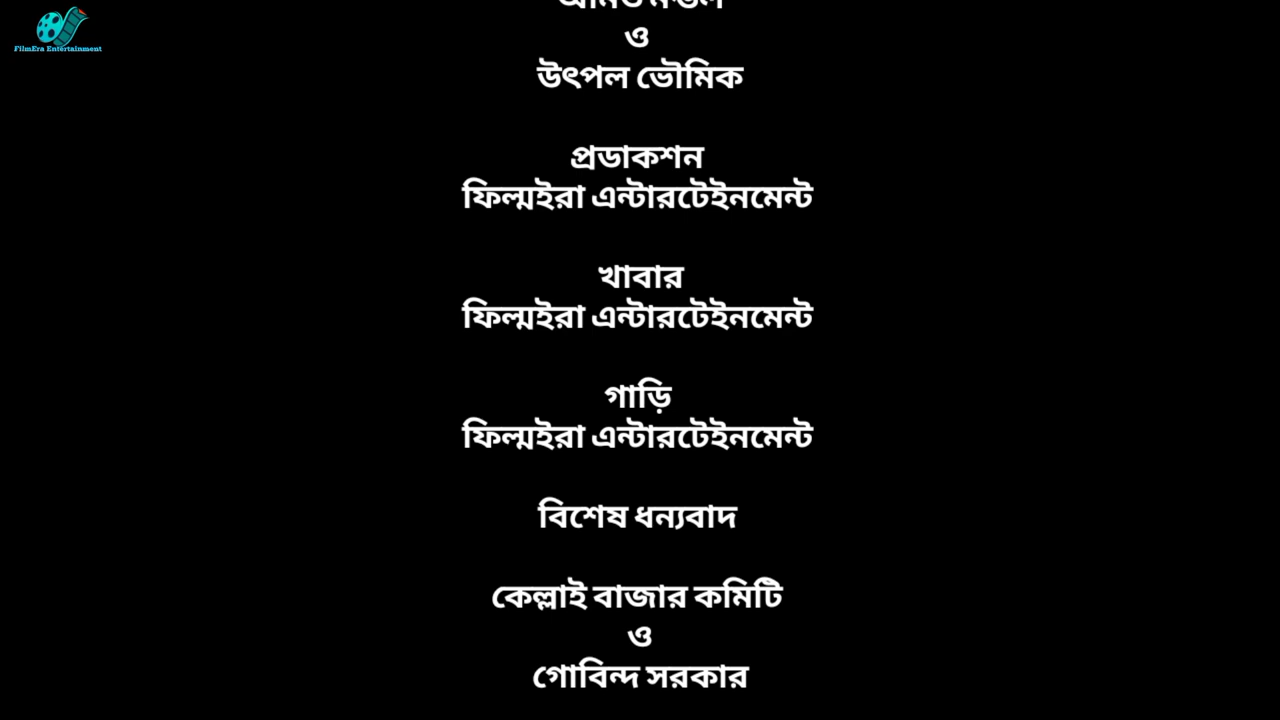 FilmEra Entertainment
ও
উৎপল ভৌমিক
প্রডাকশন
ফিল্মইরা এন্টারটেইনমেন্ট
খাবার
ফিল্মইরা এন্টারটেইনমেন্ট
গাড়ি
ফিল্মইরা এন্টারটেইনমেন্ট
বিশেষ ধন্যবাদ
কেল্লাই বাজার কমিটি
ও
গোবিন্দ সরকার